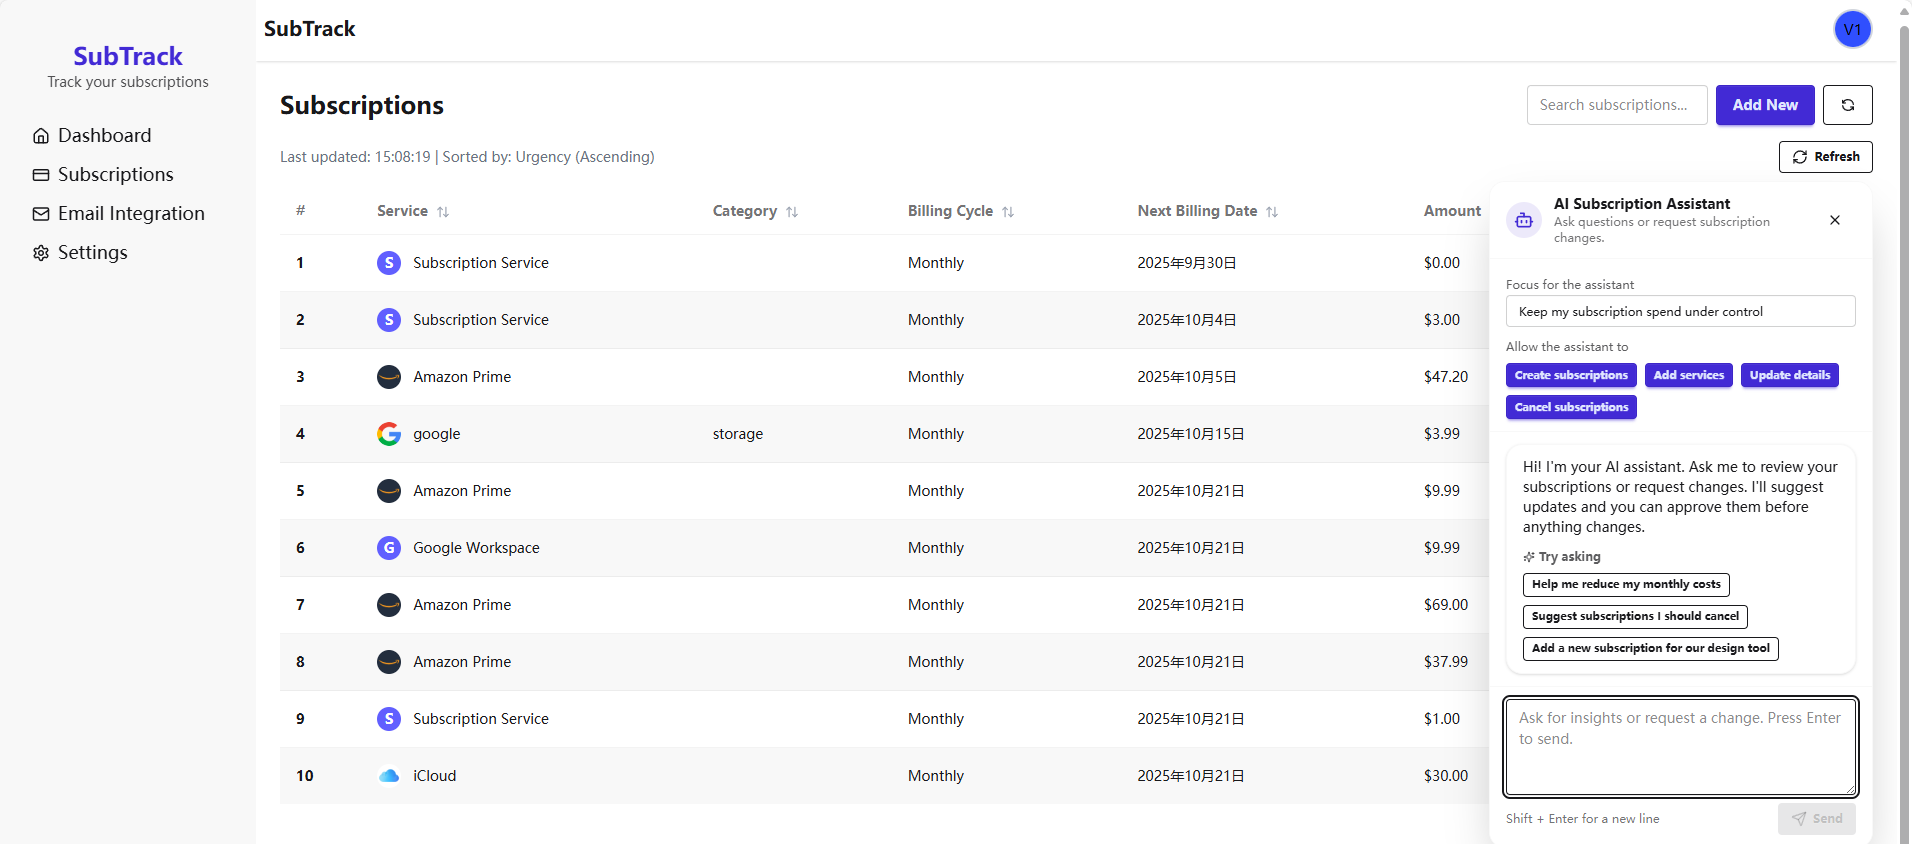 SubTrack
Track your subscriptions
Dashboard
Subscriptions
Email Integration
Settings
SubTrack
V1
Subscriptions
Search subscriptions...
Add New
Last updated: 15:08:19 | Sorted by: Urgency (Ascending)
Refresh
# Service Category Billing Cycle Next Billing Date Amount
1 S Subscription Service Monthly 2025年9月30日 $0.00
2 S Subscription Service Monthly 2025年10月4日 $3.00
3 Amazon Prime Monthly 2025年10月5日 $47.20
4 google storage Monthly 2025年10月15日 $3.99
5 Amazon Prime Monthly 2025年10月21日 $9.99
6 G Google Workspace Monthly 2025年10月21日 $9.99
7 Amazon Prime Monthly 2025年10月21日 $69.00
8 Amazon Prime Monthly 2025年10月21日 $37.99
9 S Subscription Service Monthly 2025年10月21日 $1.00
10 iCloud Monthly 2025年10月21日 $30.00
AI Subscription Assistant
Ask questions or request subscription
changes.
Focus for the assistant
Keep my subscription spend under control
Allow the assistant to
Create subscriptions Add services Update details
Cancel subscriptions
Hi! I'm your AI assistant. Ask me to review your
subscriptions or request changes. I'll suggest
updates and you can approve them before
anything changes.
Try asking
Help me reduce my monthly costs
Suggest subscriptions I should cancel
Add a new subscription for our design tool
Ask for insights or request a change. Press Enter
to send.
Shift + Enter for a new line
Send